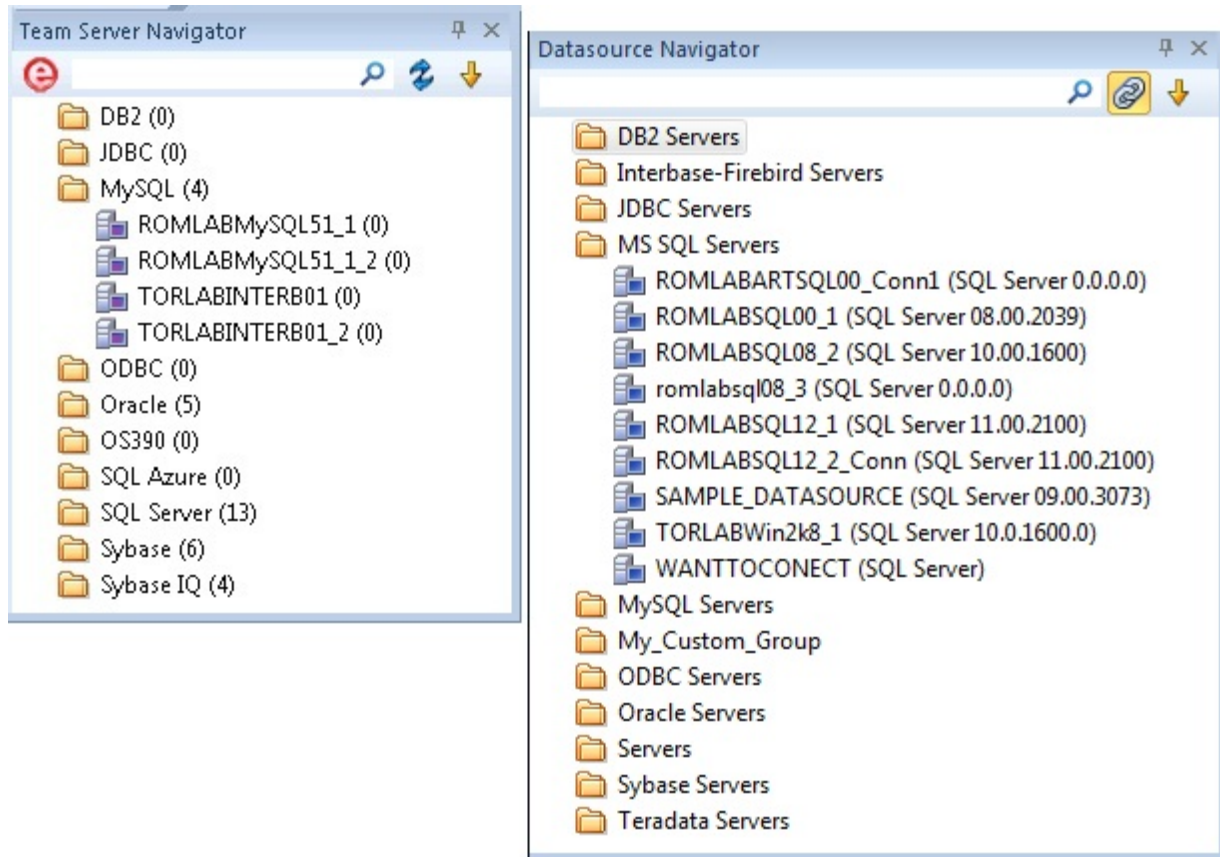 Team Server Navigator
DB2 (0)
JDBC (0)
MySQL (4)
ROMLABMySQL51_1 (0)
ROMLABMySQL51_1_2 (0)
TORLABINTERB01 (0)
TORLABINTERB01_2 (0)
ODBC (0)
Oracle (5)
OS390 (0)
SQL Azure (0)
SQL Server (13)
Sybase (6)
Sybase IQ (4)
Datasource Navigator
DB2 Servers
Interbase-Firebird Servers
JDBC Servers
MS SQL Servers
ROMLABARTSQL00_Conn1 (SQL Server 0.0.0.0)
ROMLABSQL00_1 (SQL Server 08.00.2039)
ROMLABSQL08_2 (SQL Server 10.00.1600)
romlabsql08_3 (SQL Server 0.0.0.0)
ROMLABSQL12_1 (SQL Server 11.00.2100)
ROMLABSQL12_2_Conn (SQL Server 11.00.2100)
SAMPLE_DATASOURCE (SQL Server 09.00.3073)
TORLABWin2k8_1 (SQL Server 10.0.1600.0)
WANTTOCONECT (SQL Server)
MySQL Servers
My_Custom_Group
ODBC Servers
Oracle Servers
Servers
Sybase Servers
Teradata Servers